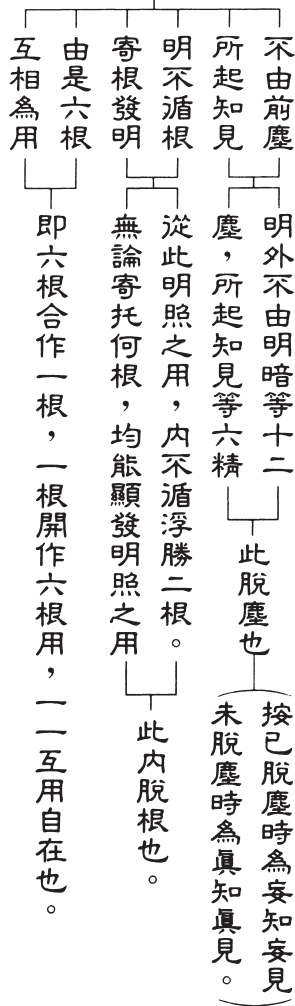 不由前塵
所起知見
明不循根
寄根發明
由是六根
互相為用
明外不由明暗等十二
塵，所起知見等六精
從此明照之用，內不循浮勝二根。
無論寄托何根，均能顯發明照之用
即六根合作一根，一根開作六根用，一一互用自在也。
此脫塵也
此內脫根也。
按已脫塵時為妄知妄見
未脫塵時為眞知眞見。